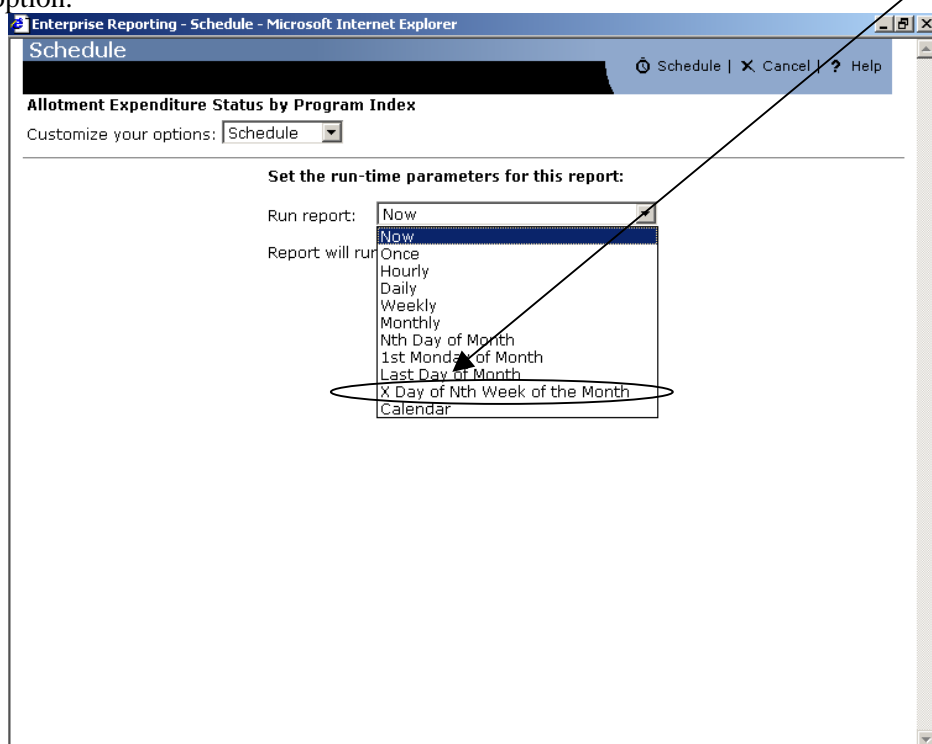 option.
Enterprise Reporting - Schedule - Microsoft Internet Explorer
Schedule
Schedule | Cancel | ? Help
Allotment Expenditure Status by Program Index
Customize your options: Schedule
Set the run-time parameters for this report:
Run report: Now
Now
Report will run Once
Hourly
Daily
Weekly
Monthly
Nth Day of Month
1st Monday of Month
Last Day of Month
X Day of Nth Week of the Month
Calendar